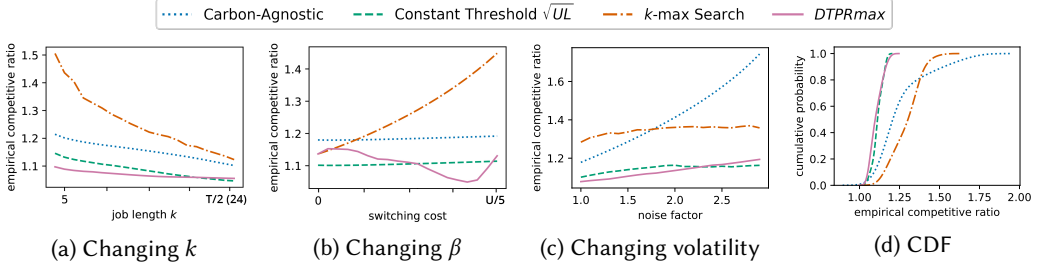 Carbon-Agnostic Constant Threshold √UL k-max Search DTPRmax
empirical competitive ratio
1.5
1.4
1.3
1.2
1.1
5
T/2 (24)
job length k
(a) Changing k
empirical competitive ratio
1.4
1.3
1.2
1.1
0
U/5
switching cost
(b) Changing β
empirical competitive ratio
1.6
1.4
1.2
1.0 1.5 2.0 2.5
noise factor
(c) Changing volatility
cumulative probability
1.0
0.8
0.6
0.4
0.2
0.0
1.00 1.25 1.50 1.75 2.00
empirical competitive ratio
(d) CDF